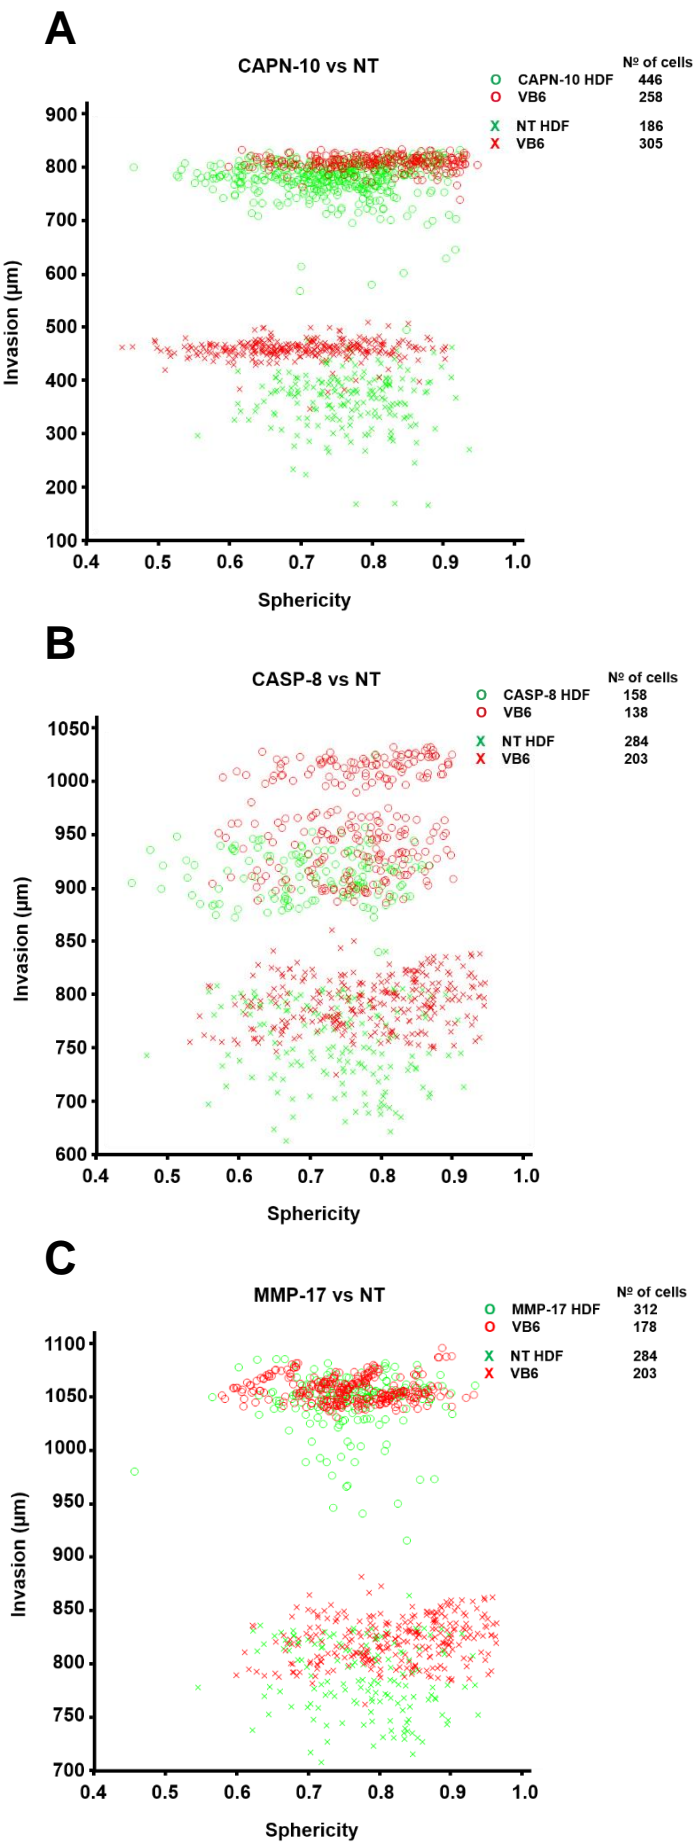 A
CAPN-10 vs NT
Nº of cells
O CAPN-10 HDF 446
O VB6 258
X NT HDF 186
X VB6 305
900
800
700
600
500
400
300
200
100
Invasion (µm)
0.4 0.5 0.6 0.7 0.8 0.9 1.0
Sphericity
B
CASP-8 vs NT
Nº of cells
O CASP-8 HDF 158
O VB6 138
X NT HDF 284
X VB6 203
1050
1000
950
900
850
800
750
700
600
Invasion (µm)
0.4 0.5 0.6 0.7 0.8 0.9 1.0
Sphericity
C
MMP-17 vs NT
Nº of cells
O MMP-17 HDF 312
O VB6 178
X NT HDF 284
X VB6 203
1100
1050
1000
950
900
850
800
750
700
Invasion (µm)
0.4 0.5 0.6 0.7 0.8 0.9 1.0
Sphericity